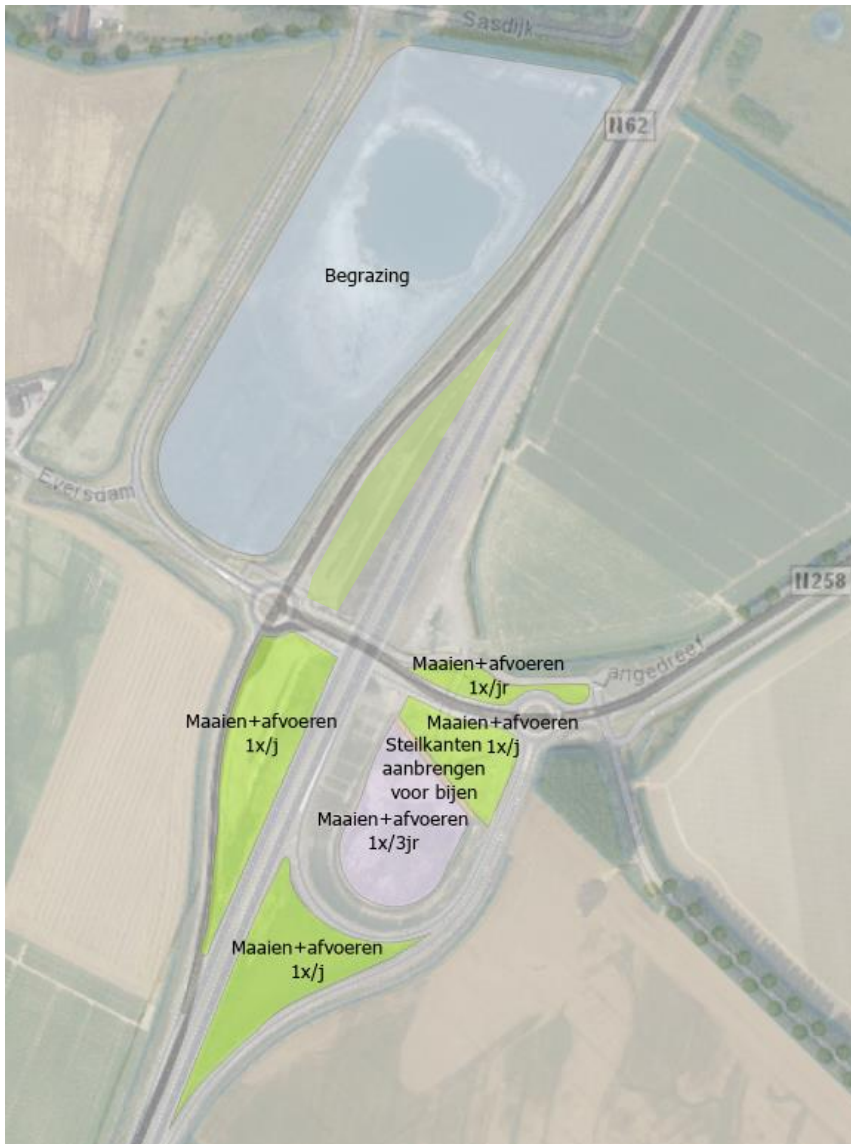 Sasdijk
N62
Begrazing
Eversdam
N258
Langedreef
Maaien+afvoeren
1x/jr
Maaien+afvoeren
1x/j
Maaien+afvoeren
1x/j
Steilkanten
aanbrengen
voor bijen
Maaien+afvoeren
1x/3jr
Maaien+afvoeren
1x/j